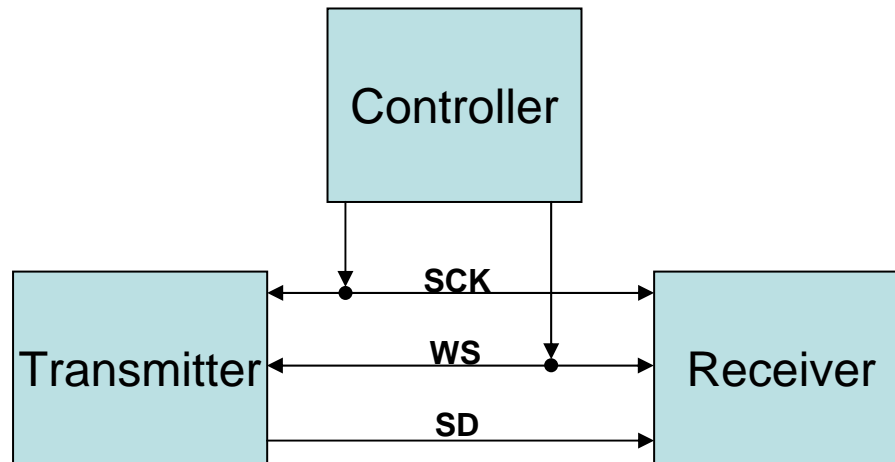 Controller
SCK
Transmitter
WS
Receiver
SD